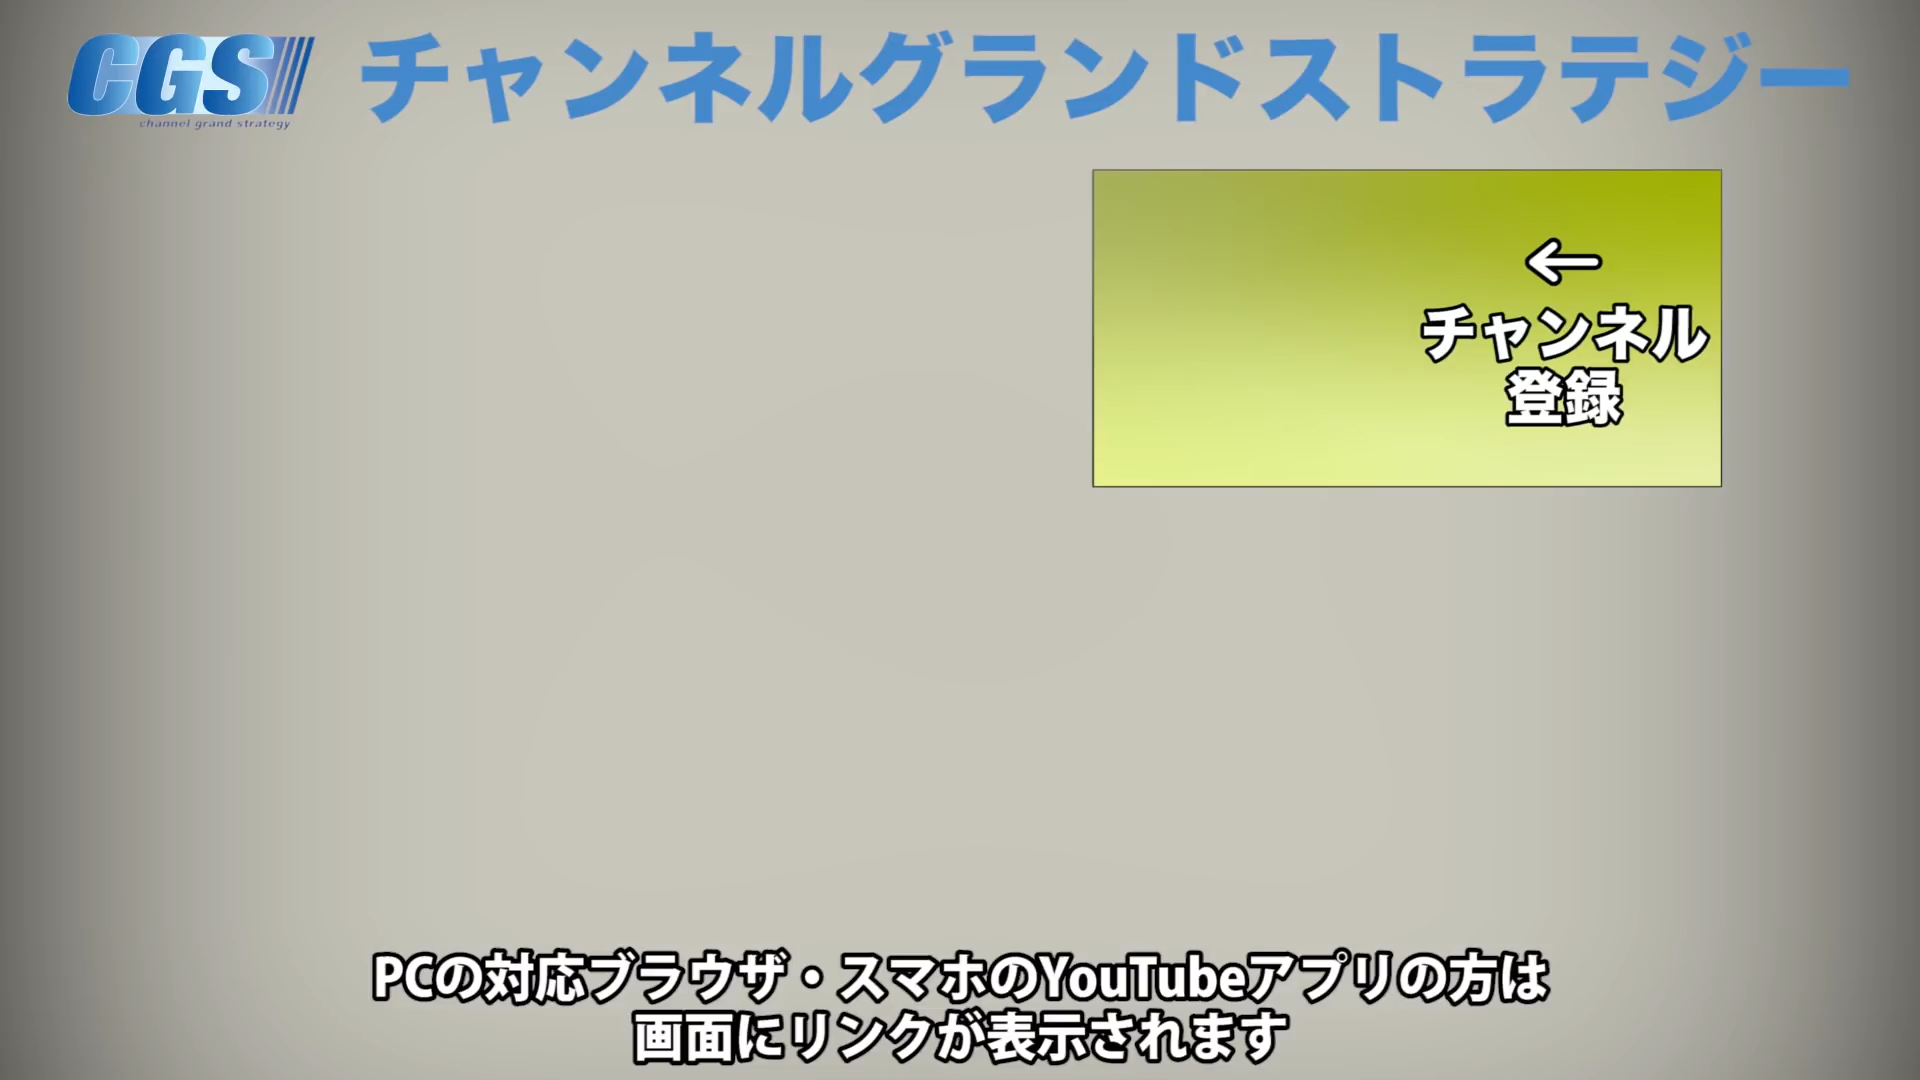 CGS
channel grand strategy
チャンネルグランドストラテジー
←
チャンネル
登録
PCの対応ブラウザ・スマホのYouTubeアプリの方は
画面にリンクが表示されます